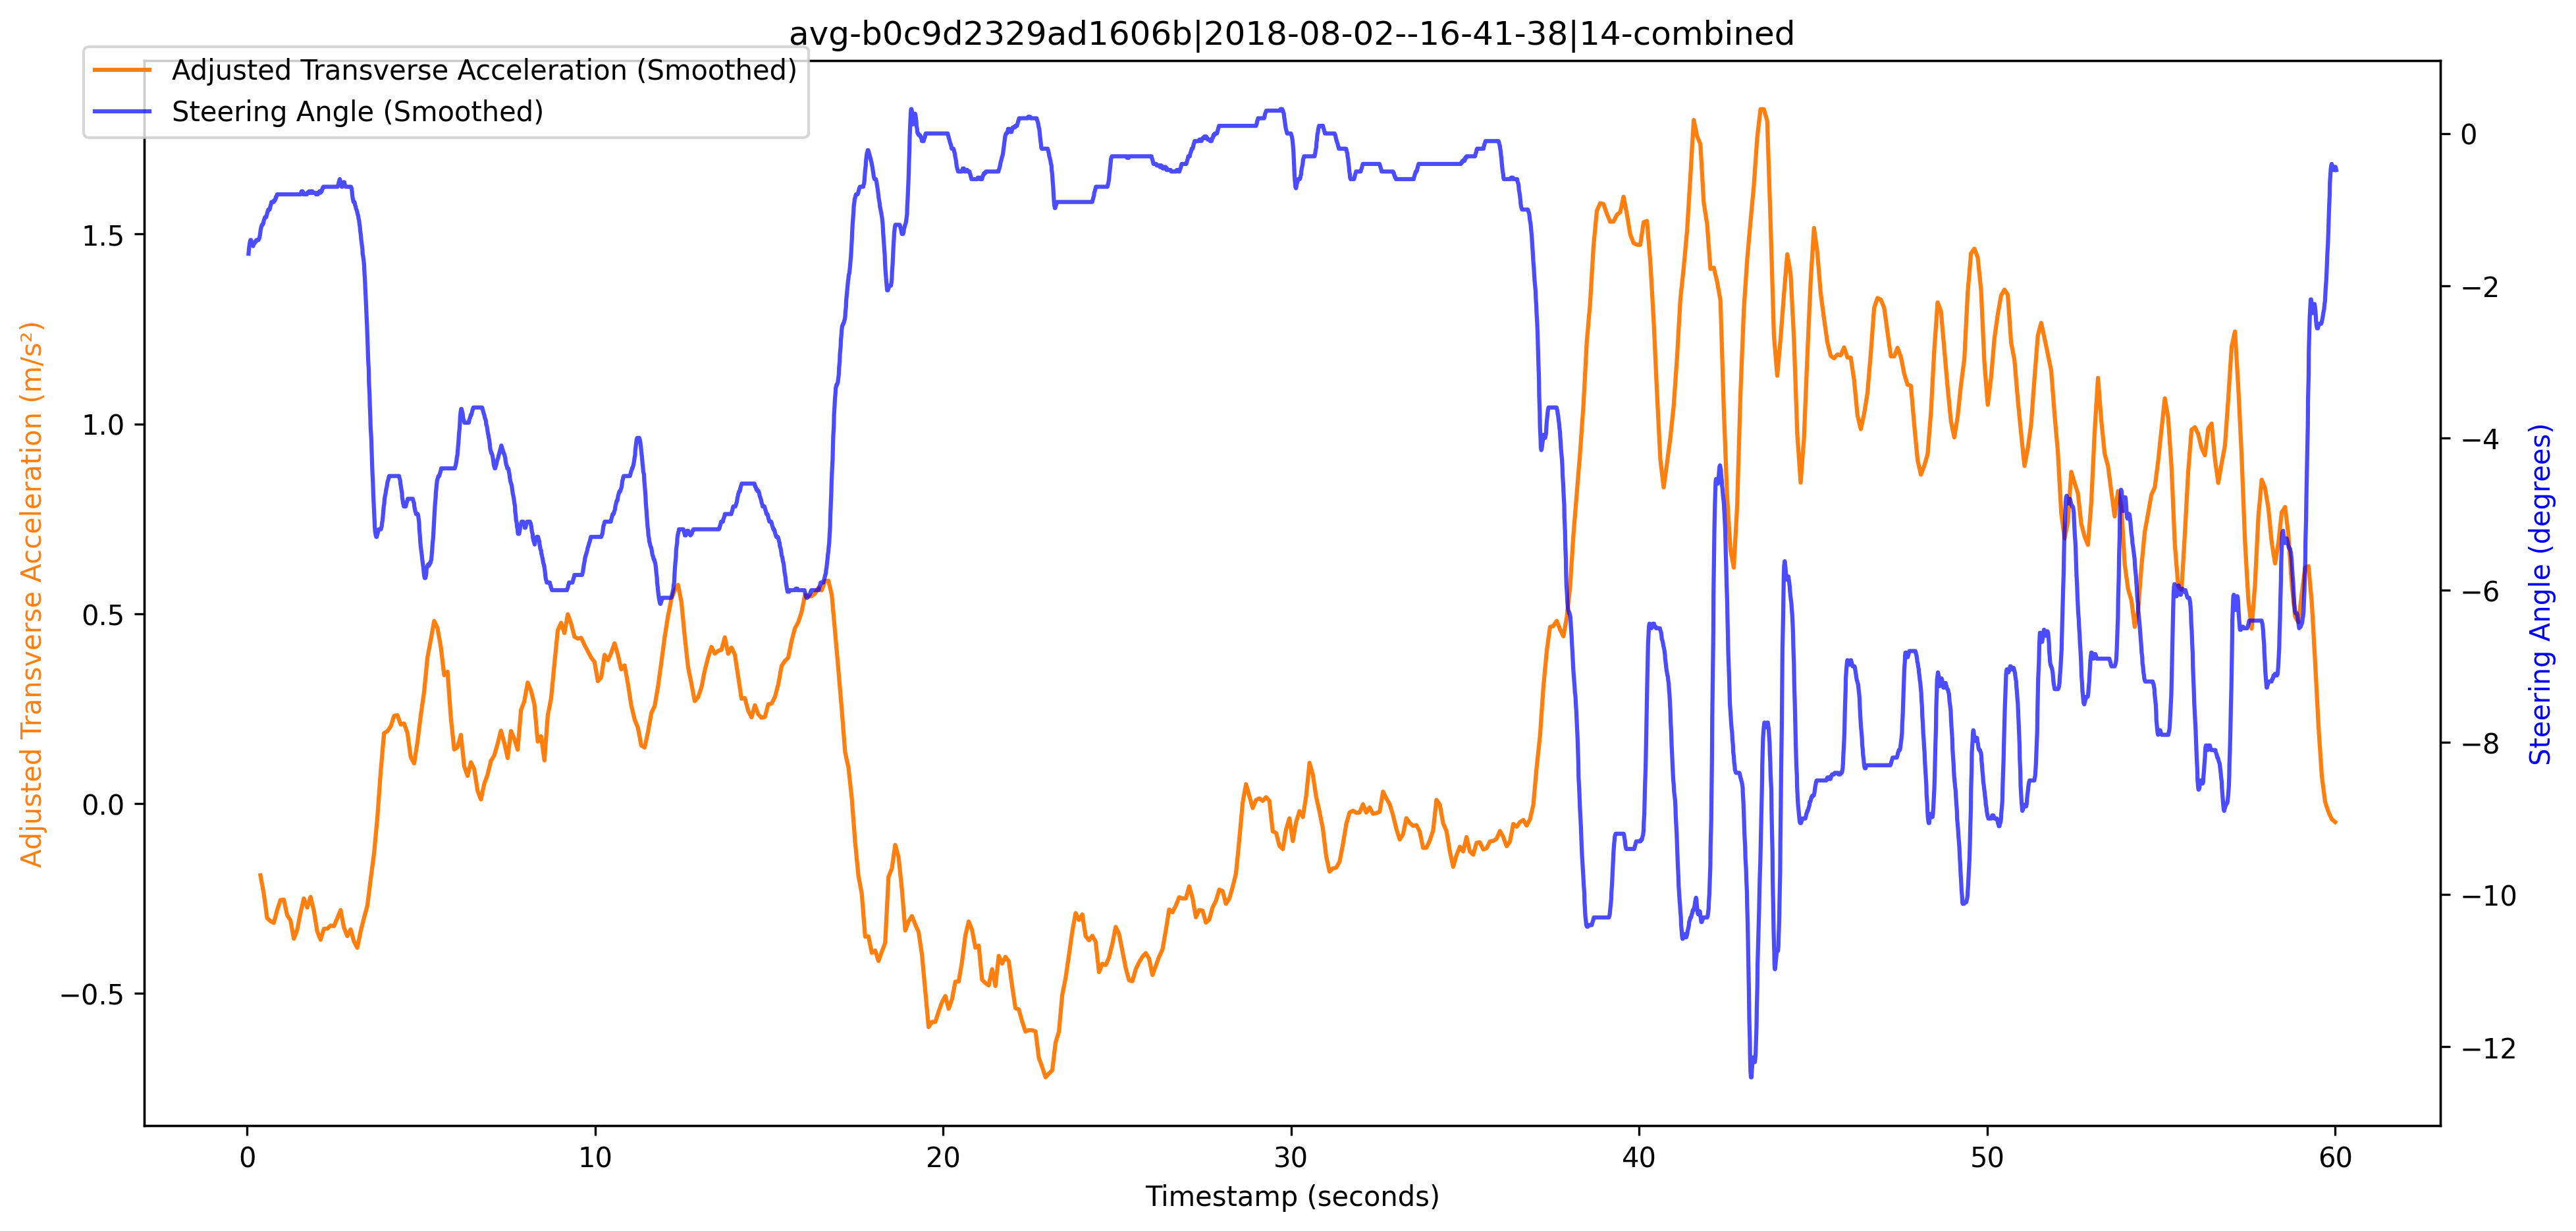 avg-b0c9d2329ad1606b|2018-08-02--16-41-38|14-combined
Adjusted Transverse Acceleration (Smoothed)
Steering Angle (Smoothed)
Adjusted Transverse Acceleration (m/s²)
1.5
1.0
0.5
0.0
−0.5
0
−2
−4
−6
−8
−10
−12
Steering Angle (degrees)
0 10 20 30 40 50 60
Timestamp (seconds)